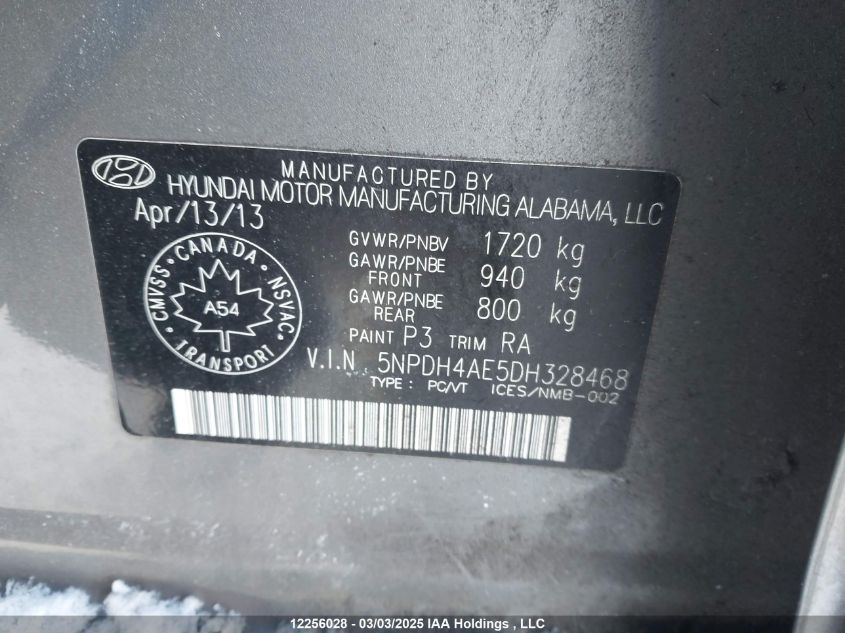 MANUFACTURED BY
HYUNDAI MOTOR MANUFACTURING ALABAMA, LLC
Apr/13/13
GVWR/PNBV 1720 kg
GAWR/PNBE FRONT 940 kg
GAWR/PNBE REAR 800 kg
PAINT P3 TRIM RA
V.I.N. 5NPDH4AE5DH328468
TYPE : PC/VT ICES/NMB-002
CANADA
CMVSS NSVAC
A54
TRANSPORT
12256028 - 03/03/2025 IAA Holdings , LLC